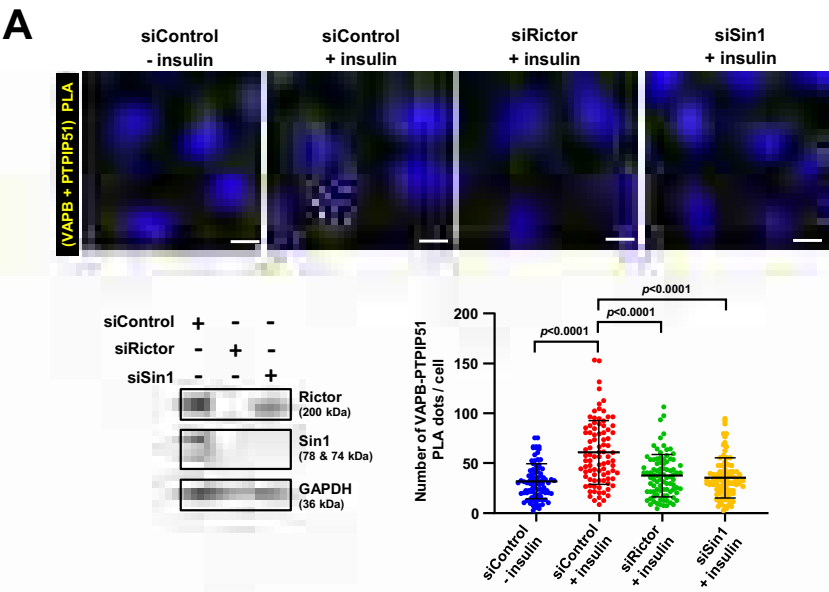 A
siControl
- insulin
siControl
+ insulin
siRictor
+ insulin
siSin1
+ insulin
(VAPB + PTPIP51) PLA
siControl + - -
siRictor - + -
siSin1 - - +
Rictor
(200 kDa)
Sin1
(78 & 74 kDa)
GAPDH
(36 kDa)
Number of VAPB-PTPIP51
PLA dots / cell
200
150
100
50
0
p<0.0001
p<0.0001
p<0.0001
siControl
- insulin
siControl
+ insulin
siRictor
+ insulin
siSin1
+ insulin